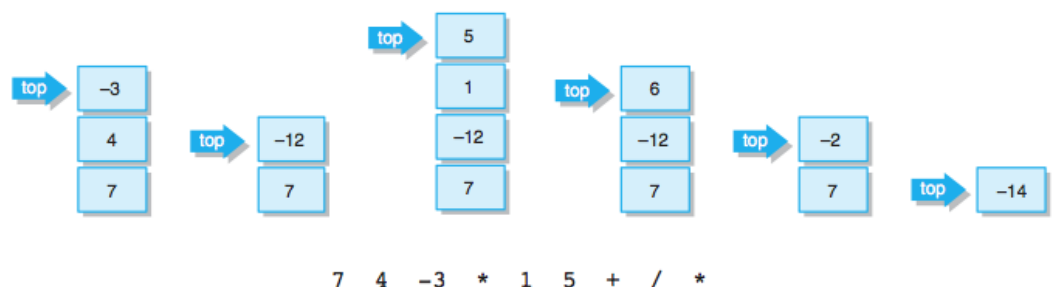 top 5
top -3 1 top 6
4 top -12 -12 -12 top -2
7 7 7 7 7 top -14
7 4 -3 * 1 5 + / *